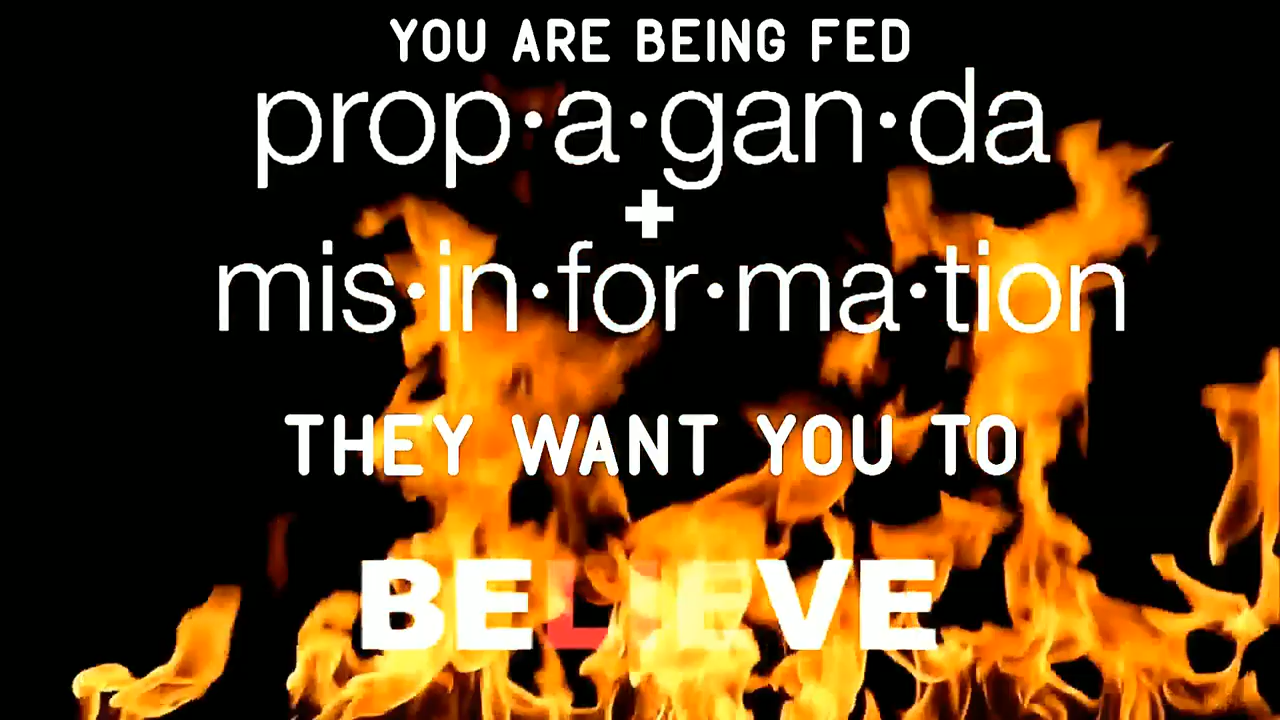 YOU ARE BEING FED
prop·a·gan·da
+
mis·in·for·ma·tion
THEY WANT YOU TO
BELIEVE